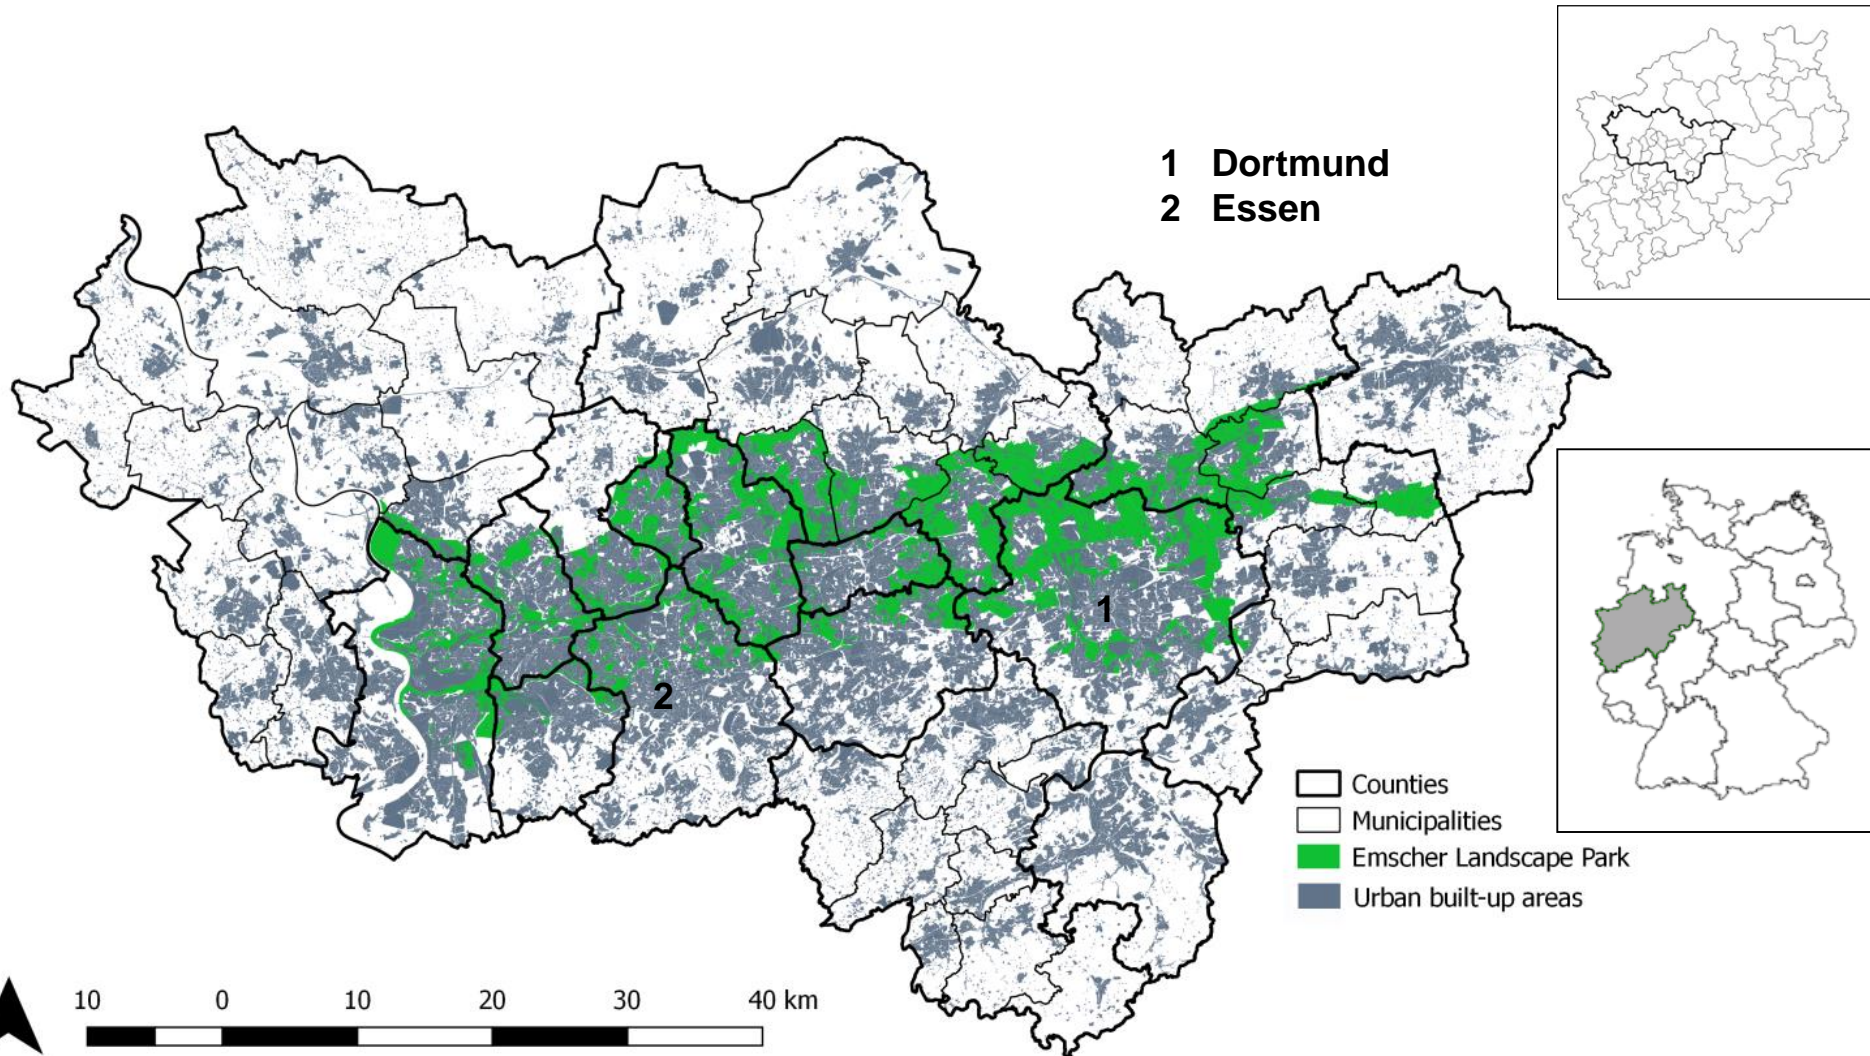 1 Dortmund
2 Essen
1
2
Counties
Municipalities
Emscher Landscape Park
Urban built-up areas
10 0 10 20 30 40 km